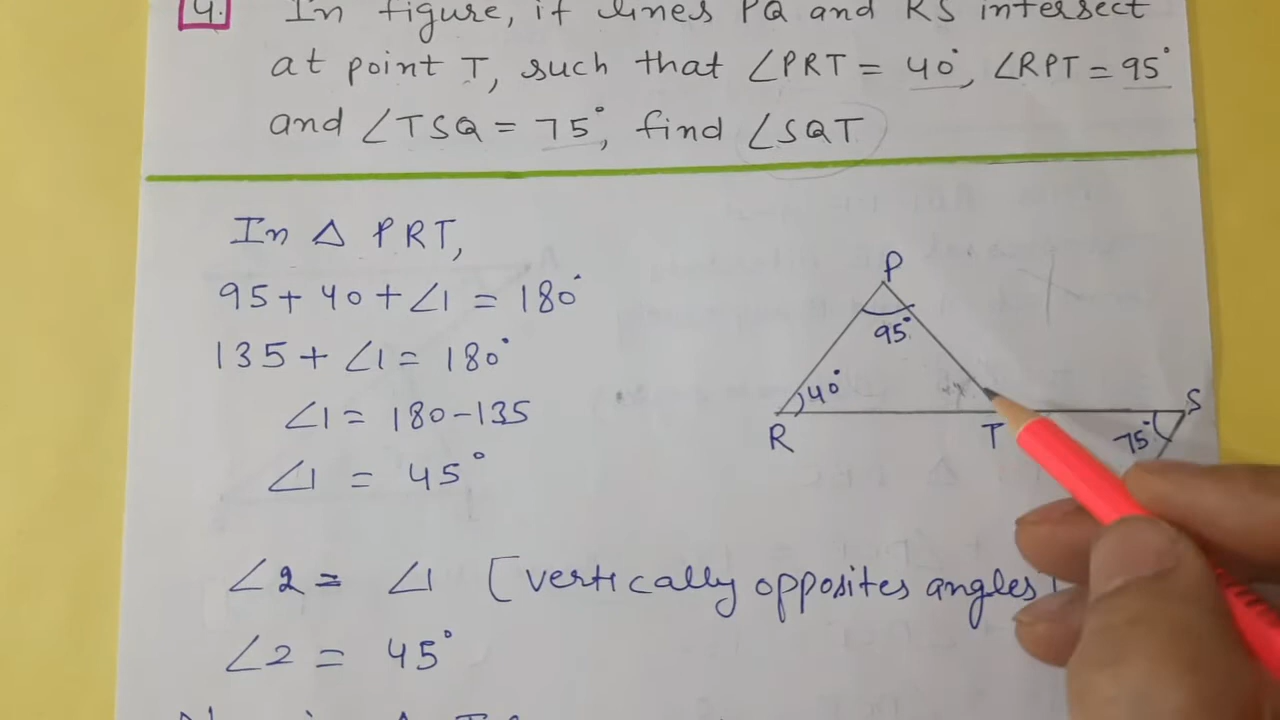 4. In figure, if lines PQ and RS intersect
at point T, such that ∠PRT = 40°, ∠RPT = 95°
and ∠TSQ = 75°, find ∠SQT
In △ PRT,
95 + 40 + ∠1 = 180°
135 + ∠1 = 180°
∠1 = 180-135
∠1 = 45°
∠2 = ∠1 [vertically opposites angles]
∠2 = 45°
P
95°
40°
R
T
S
75°